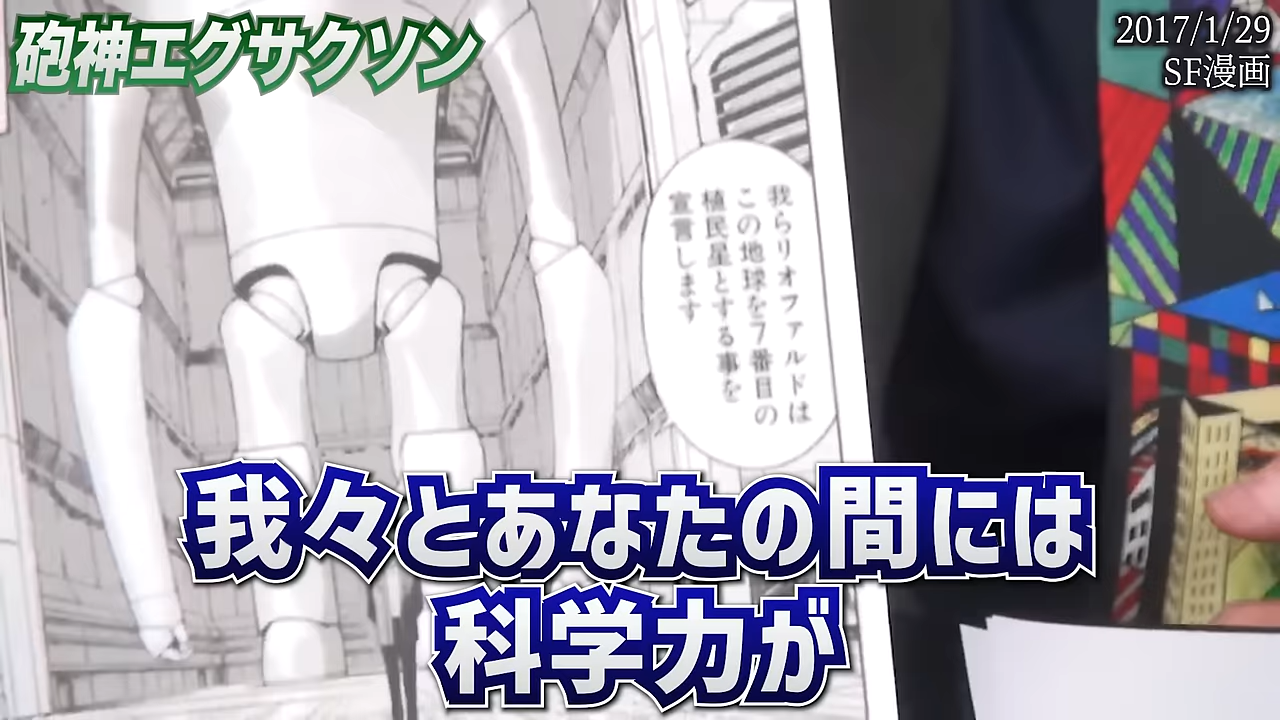 砲神エグザクソン
2017/1/29
SF漫画
我らリオファルドは
この地球を7番目の
植民星とする事を
宣言します
我々とあなたの間には
科学力が